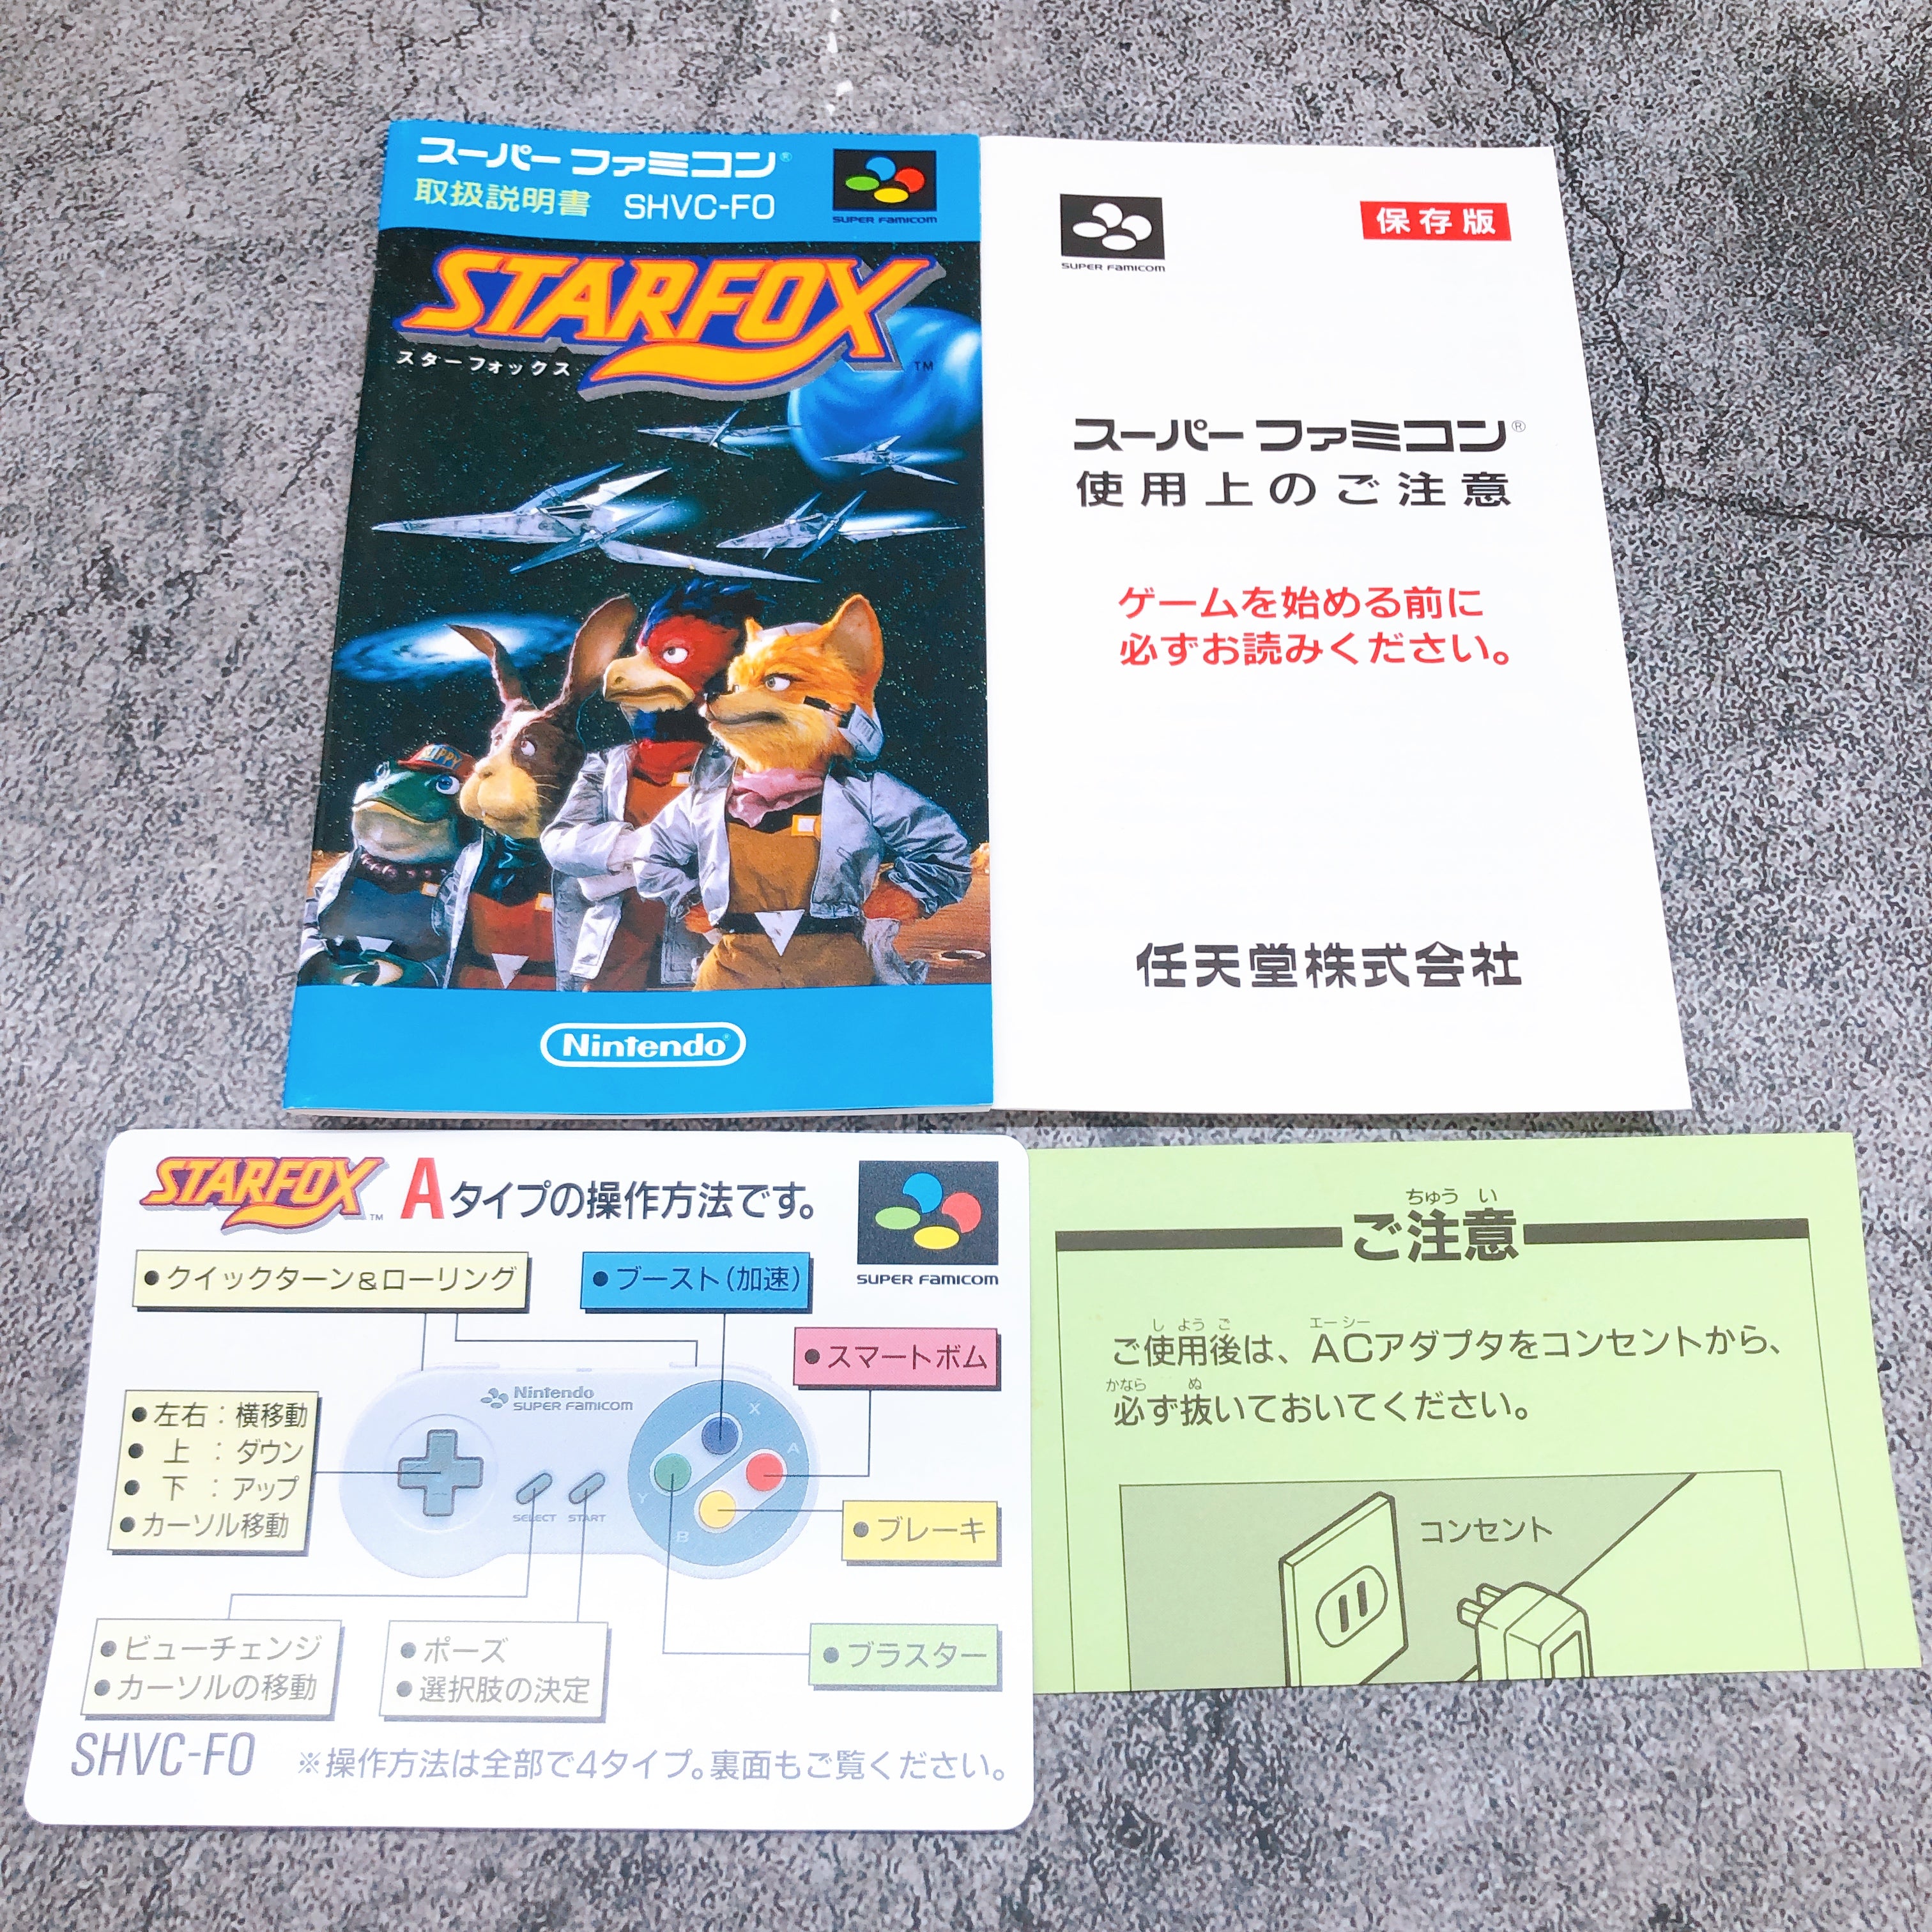 スーパーファミコン®
取扱説明書 SHVC-FO
SUPER FAMICOM
STARFOX
スターフォックス
TM
SLIPPY
Nintendo®
SUPER FAMICOM
保存版
スーパーファミコン®
使用上のご注意
ゲームを始める前に
必ずお読みください。
任天堂株式会社
STARFOX TM Aタイプの操作方法です。
SUPER FAMICOM
●クイックターン&ローリング
●ブースト(加速)
●スマートボム
●左右:横移動
●上:ダウン
●下:アップ
●カーソル移動
Nintendo
SUPER FAMICOM
X
A
Y
B
SELECT START
●ブレーキ
●ブラスター
●ビューチェンジ
●カーソルの移動
●ポーズ
●選択肢の決定
SHVC-FO
※操作方法は全部で4タイプ。裏面もご覧ください。
ちゅう い
ご注意
し よう ご エーシー
ご使用後は、ACアダプタをコンセントから、
かなら ぬ
必ず抜いておいてください。
コンセント